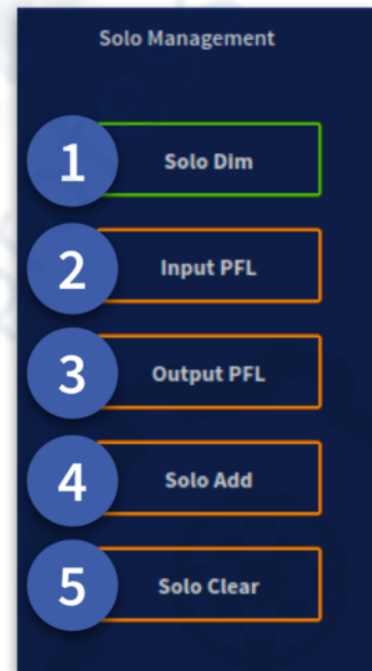 Solo Management
1 Solo Dim
2 Input PFL
3 Output PFL
4 Solo Add
5 Solo Clear